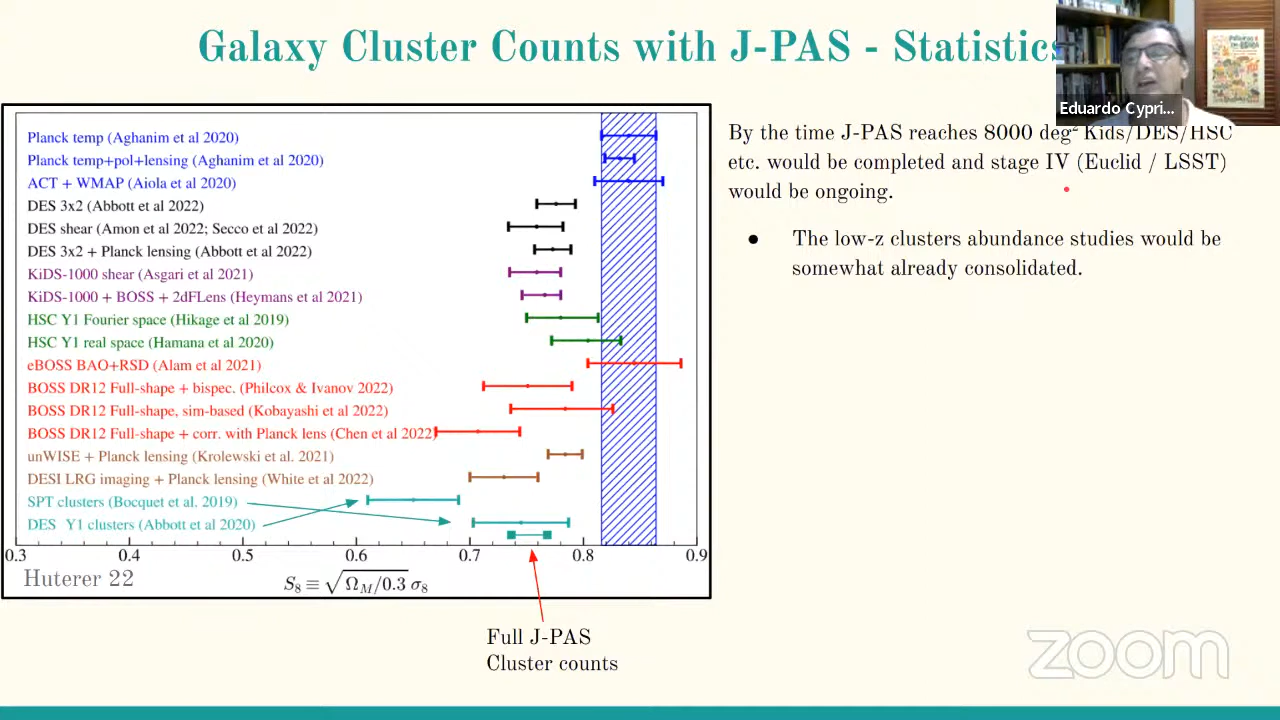 Galaxy Cluster Counts with J-PAS - Statistics
Eduardo Cypri...
Planck temp (Aghanim et al 2020)
Planck temp+pol+lensing (Aghanim et al 2020)
ACT + WMAP (Aiola et al 2020)
DES 3x2 (Abbott et al 2022)
DES shear (Amon et al 2022; Secco et al 2022)
DES 3x2 + Planck lensing (Abbott et al 2022)
KiDS-1000 shear (Asgari et al 2021)
KiDS-1000 + BOSS + 2dFLens (Heymans et al 2021)
HSC Y1 Fourier space (Hikage et al 2019)
HSC Y1 real space (Hamana et al 2020)
eBOSS BAO+RSD (Alam et al 2021)
BOSS DR12 Full-shape + bispec. (Philcox & Ivanov 2022)
BOSS DR12 Full-shape, sim-based (Kobayashi et al 2022)
BOSS DR12 Full-shape + corr. with Planck lens (Chen et al 2022)
unWISE + Planck lensing (Krolewski et al. 2021)
DESI LRG imaging + Planck lensing (White et al 2022)
SPT clusters (Bocquet et al. 2019)
DES Y1 clusters (Abbott et al 2020)
0.3 0.4 0.5 0.6 0.7 0.8 0.9
Huterer 22
S₈ ≡ √Ω_M/0.3 σ₈
Full J-PAS
Cluster counts
By the time J-PAS reaches 8000 deg² Kids/DES/HSC
etc. would be completed and stage IV (Euclid / LSST)
would be ongoing.
● The low-z clusters abundance studies would be
somewhat already consolidated.
zoom